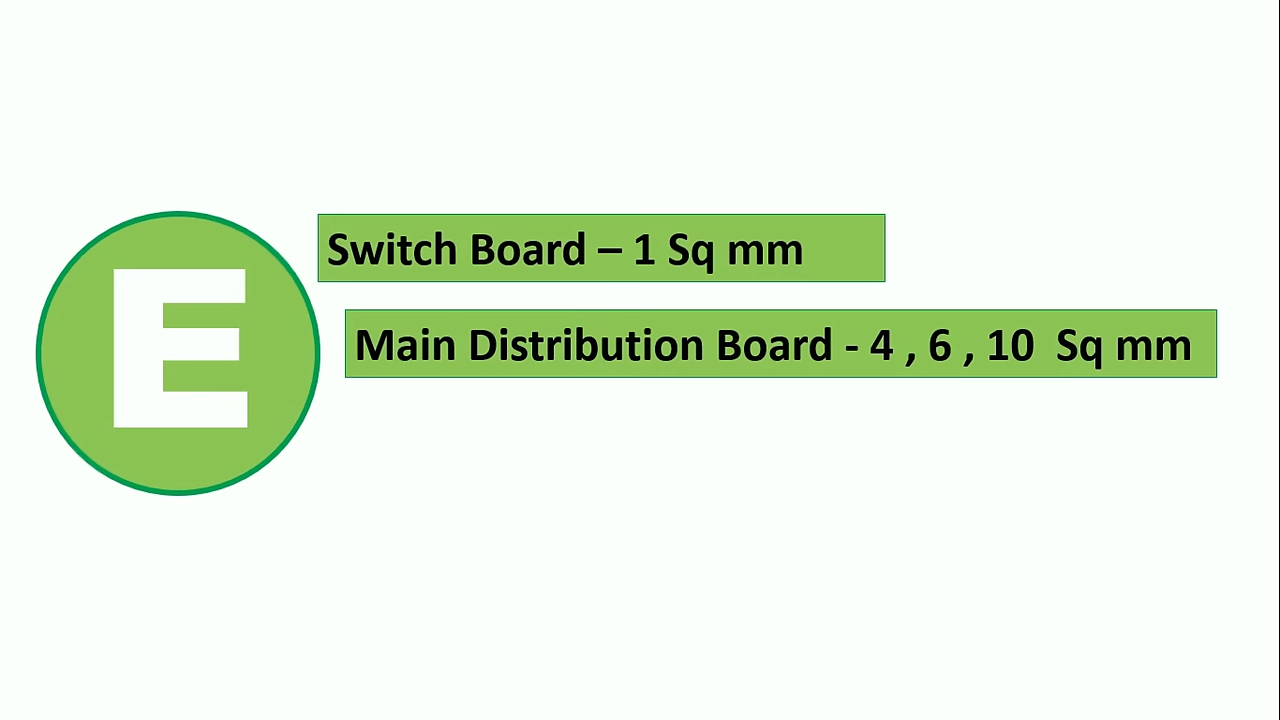 E
Switch Board – 1 Sq mm
Main Distribution Board - 4 , 6 , 10  Sq mm